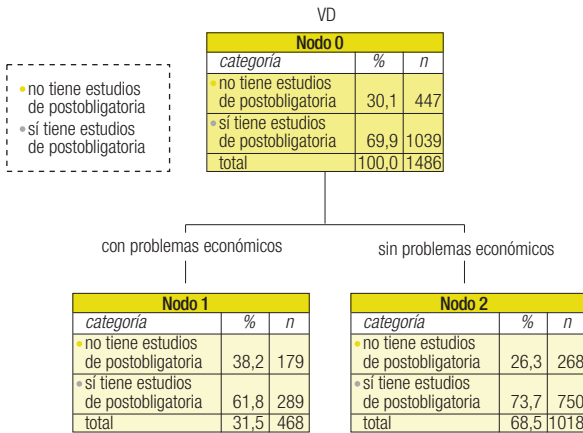 VD
Nodo 0
categoría % n
no tiene estudios
de postobligatoria 30,1 447
sí tiene estudios
de postobligatoria 69,9 1039
total 100,0 1486
no tiene estudios
de postobligatoria
sí tiene estudios
de postobligatoria
con problemas económicos
sin problemas económicos
Nodo 1
categoría % n
no tiene estudios
de postobligatoria 38,2 179
sí tiene estudios
de postobligatoria 61,8 289
total 31,5 468
Nodo 2
categoría % n
no tiene estudios
de postobligatoria 26,3 268
sí tiene estudios
de postobligatoria 73,7 750
total 68,5 1018